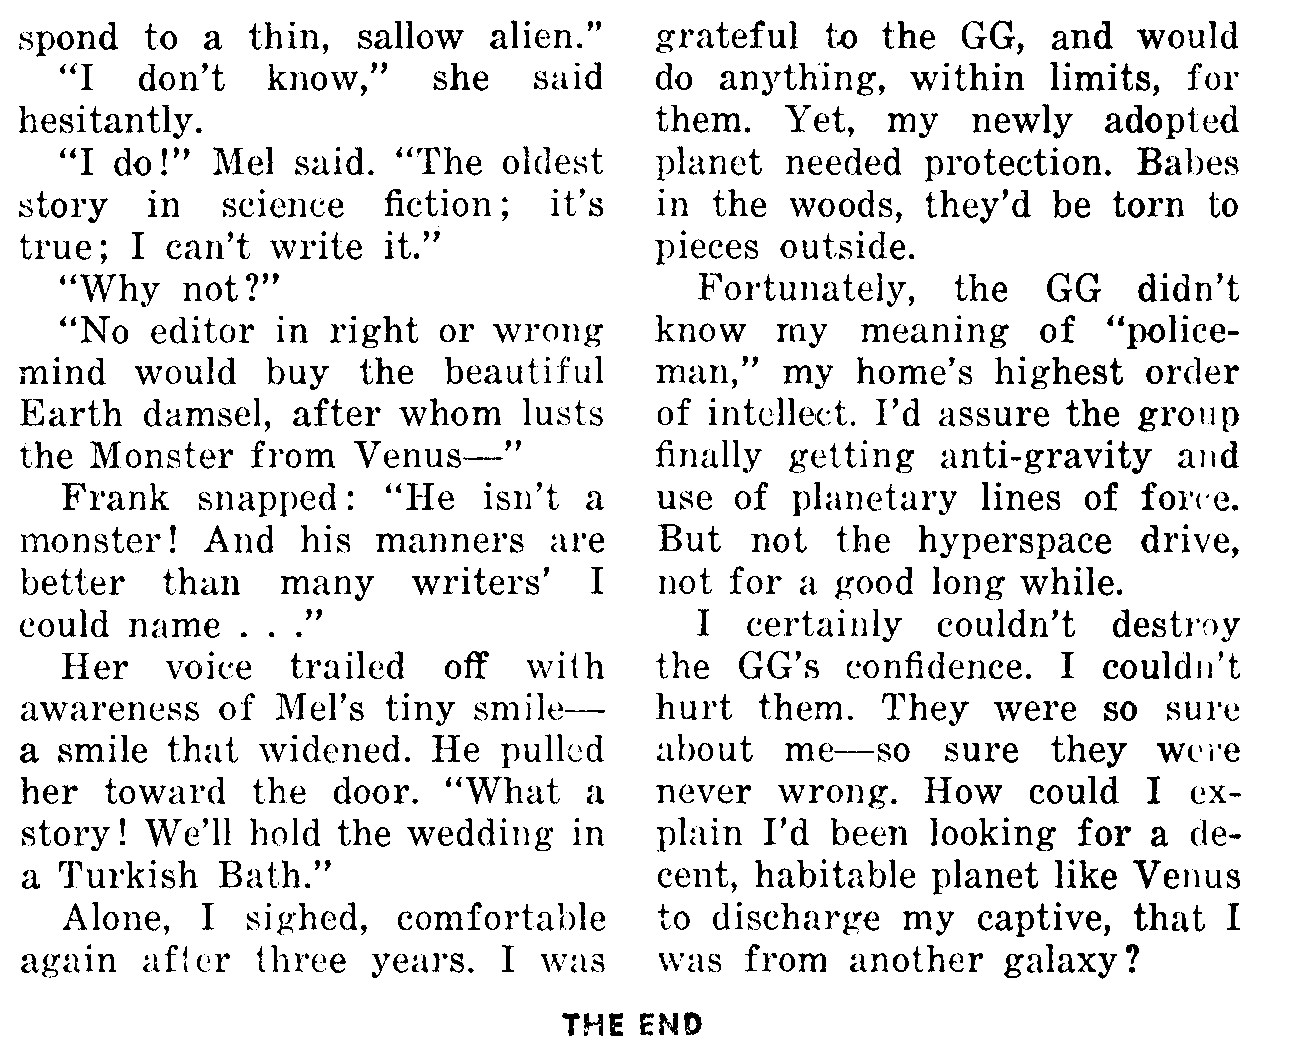 spond to a thin, sallow alien.”
“I don’t know,” she said
hesitantly.
“I do!” Mel said. “The oldest
story in science fiction; it’s
true; I can’t write it.”
“Why not?”
“No editor in right or wrong
mind would buy the beautiful
Earth damsel, after whom lusts
the Monster from Venus—”
Frank snapped: “He isn’t a
monster! And his manners are
better than many writers’ I
could name . . .”
Her voice trailed off with
awareness of Mel’s tiny smile—
a smile that widened. He pulled
her toward the door. “What a
story! We’ll hold the wedding in
a Turkish Bath.”
Alone, I sighed, comfortable
again after three years. I was
grateful to the GG, and would
do anything, within limits, for
them. Yet, my newly adopted
planet needed protection. Babes
in the woods, they’d be torn to
pieces outside.
Fortunately, the GG didn’t
know my meaning of “police-
man,” my home’s highest order
of intellect. I’d assure the group
finally getting anti-gravity and
use of planetary lines of force.
But not the hyperspace drive,
not for a good long while.
I certainly couldn’t destroy
the GG’s confidence. I couldn’t
hurt them. They were so sure
about me—so sure they were
never wrong. How could I ex-
plain I’d been looking for a de-
cent, habitable planet like Venus
to discharge my captive, that I
was from another galaxy?
THE END